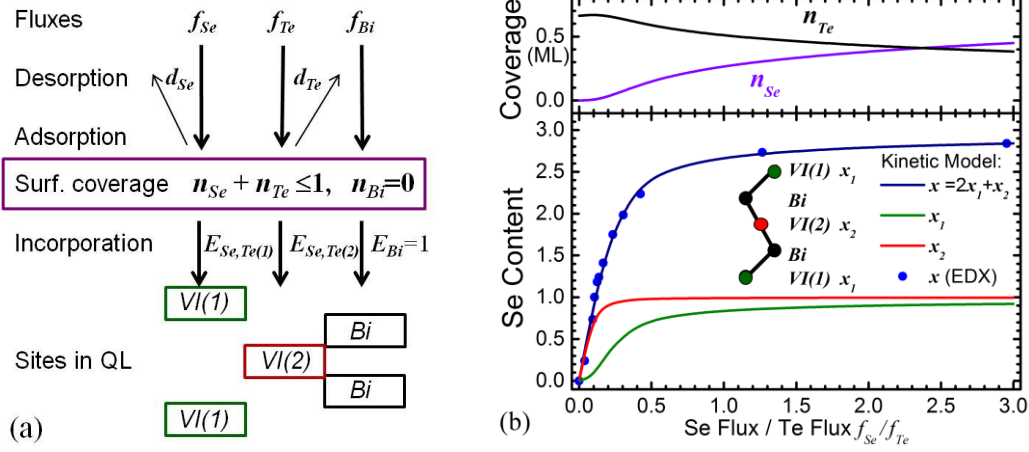 Fluxes f_Se f_Te f_Bi
Desorption d_Se d_Te
Adsorption
Surf. coverage n_Se + n_Te ≤1, n_Bi=0
Incorporation E_Se,Te(1) E_Se,Te(2) E_Bi=1
VI(1)
Bi
Sites in QL VI(2)
Bi
VI(1)
(a)
Coverage
(ML)
0.5
0.0
n_Te
n_Se
Se Content
3.0
2.5
2.0
1.5
1.0
0.5
0.0
VI(1) x_1
Bi
VI(2) x_2
Bi
VI(1) x_1
Kinetic Model:
x =2x_1+x_2
x_1
x_2
x (EDX)
0.0 0.5 1.0 1.5 2.0 2.5 3.0
(b) Se Flux / Te Flux f_Se/f_Te